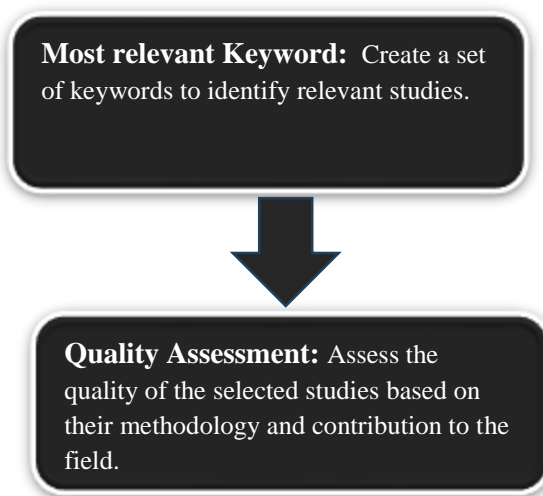 Most relevant Keyword: Create a set
of keywords to identify relevant studies.
Quality Assessment: Assess the
quality of the selected studies based on
their methodology and contribution to the
field.